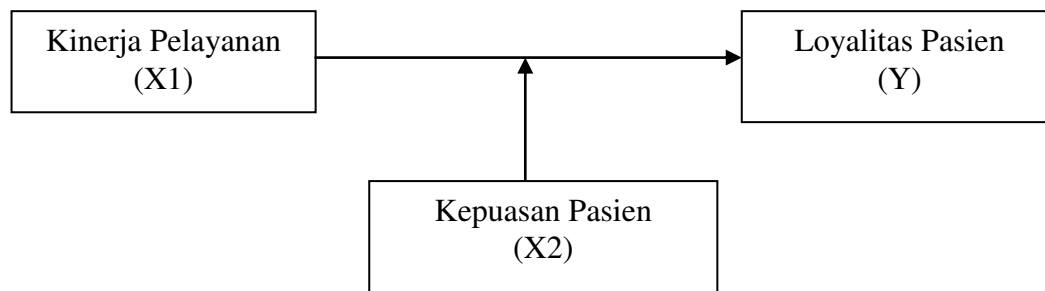 Kinerja Pelayanan
(X1)
Loyalitas Pasien
(Y)
Kepuasan Pasien
(X2)